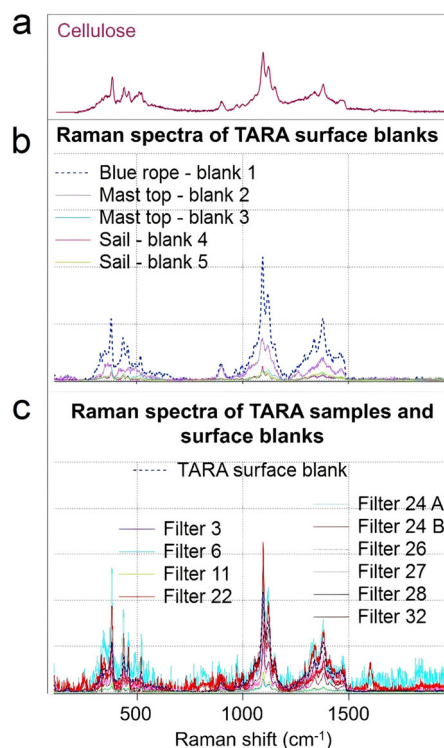 a
Cellulose
Raman spectra of TARA surface blanks
b
Blue rope - blank 1
Mast top - blank 2
Mast top - blank 3
Sail - blank 4
Sail - blank 5
c
Raman spectra of TARA samples and
surface blanks
TARA surface blank
Filter 3
Filter 6
Filter 11
Filter 22
Filter 24 A
Filter 24 B
Filter 26
Filter 27
Filter 28
Filter 32
500
1000
1500
Raman shift (cm⁻¹)